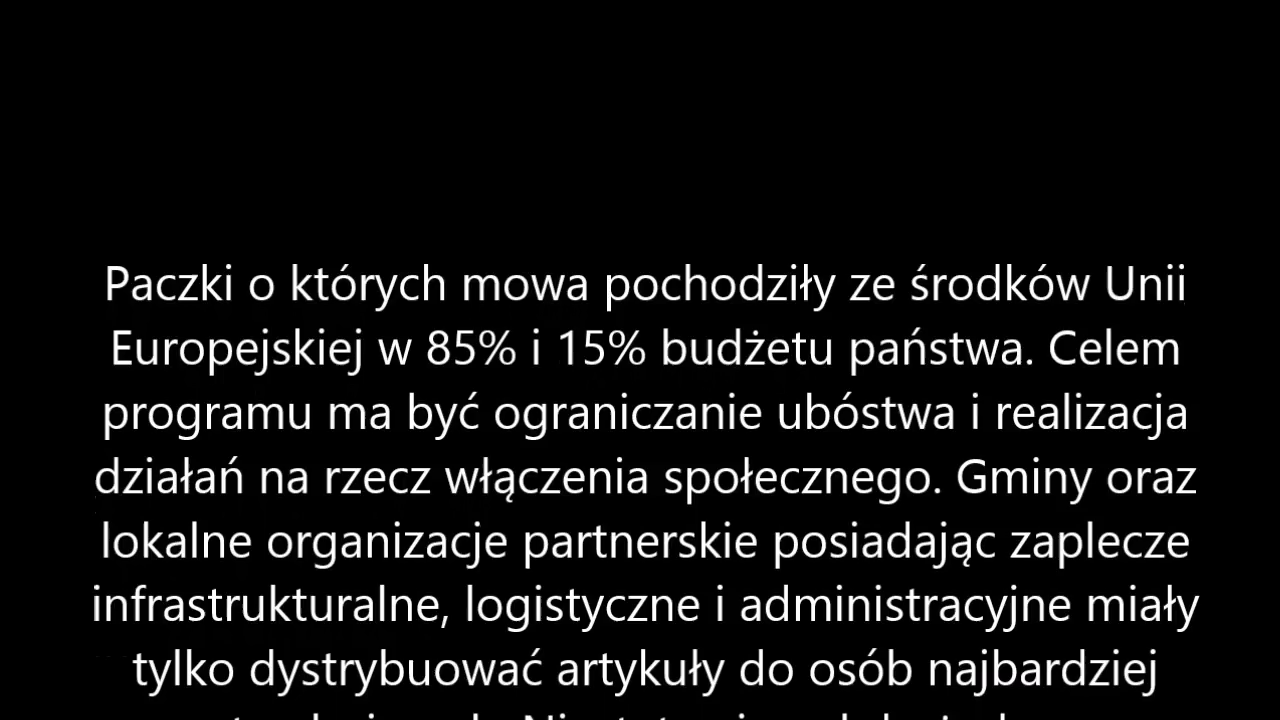 Paczki o których mowa pochodziły ze środków Unii
Europejskiej w 85% i 15% budżetu państwa. Celem
programu ma być ograniczanie ubóstwa i realizacja
działań na rzecz włączenia społecznego. Gminy oraz
lokalne organizacje partnerskie posiadając zaplecze
infrastrukturalne, logistyczne i administracyjne miały
tylko dystrybuować artykuły do osób najbardziej